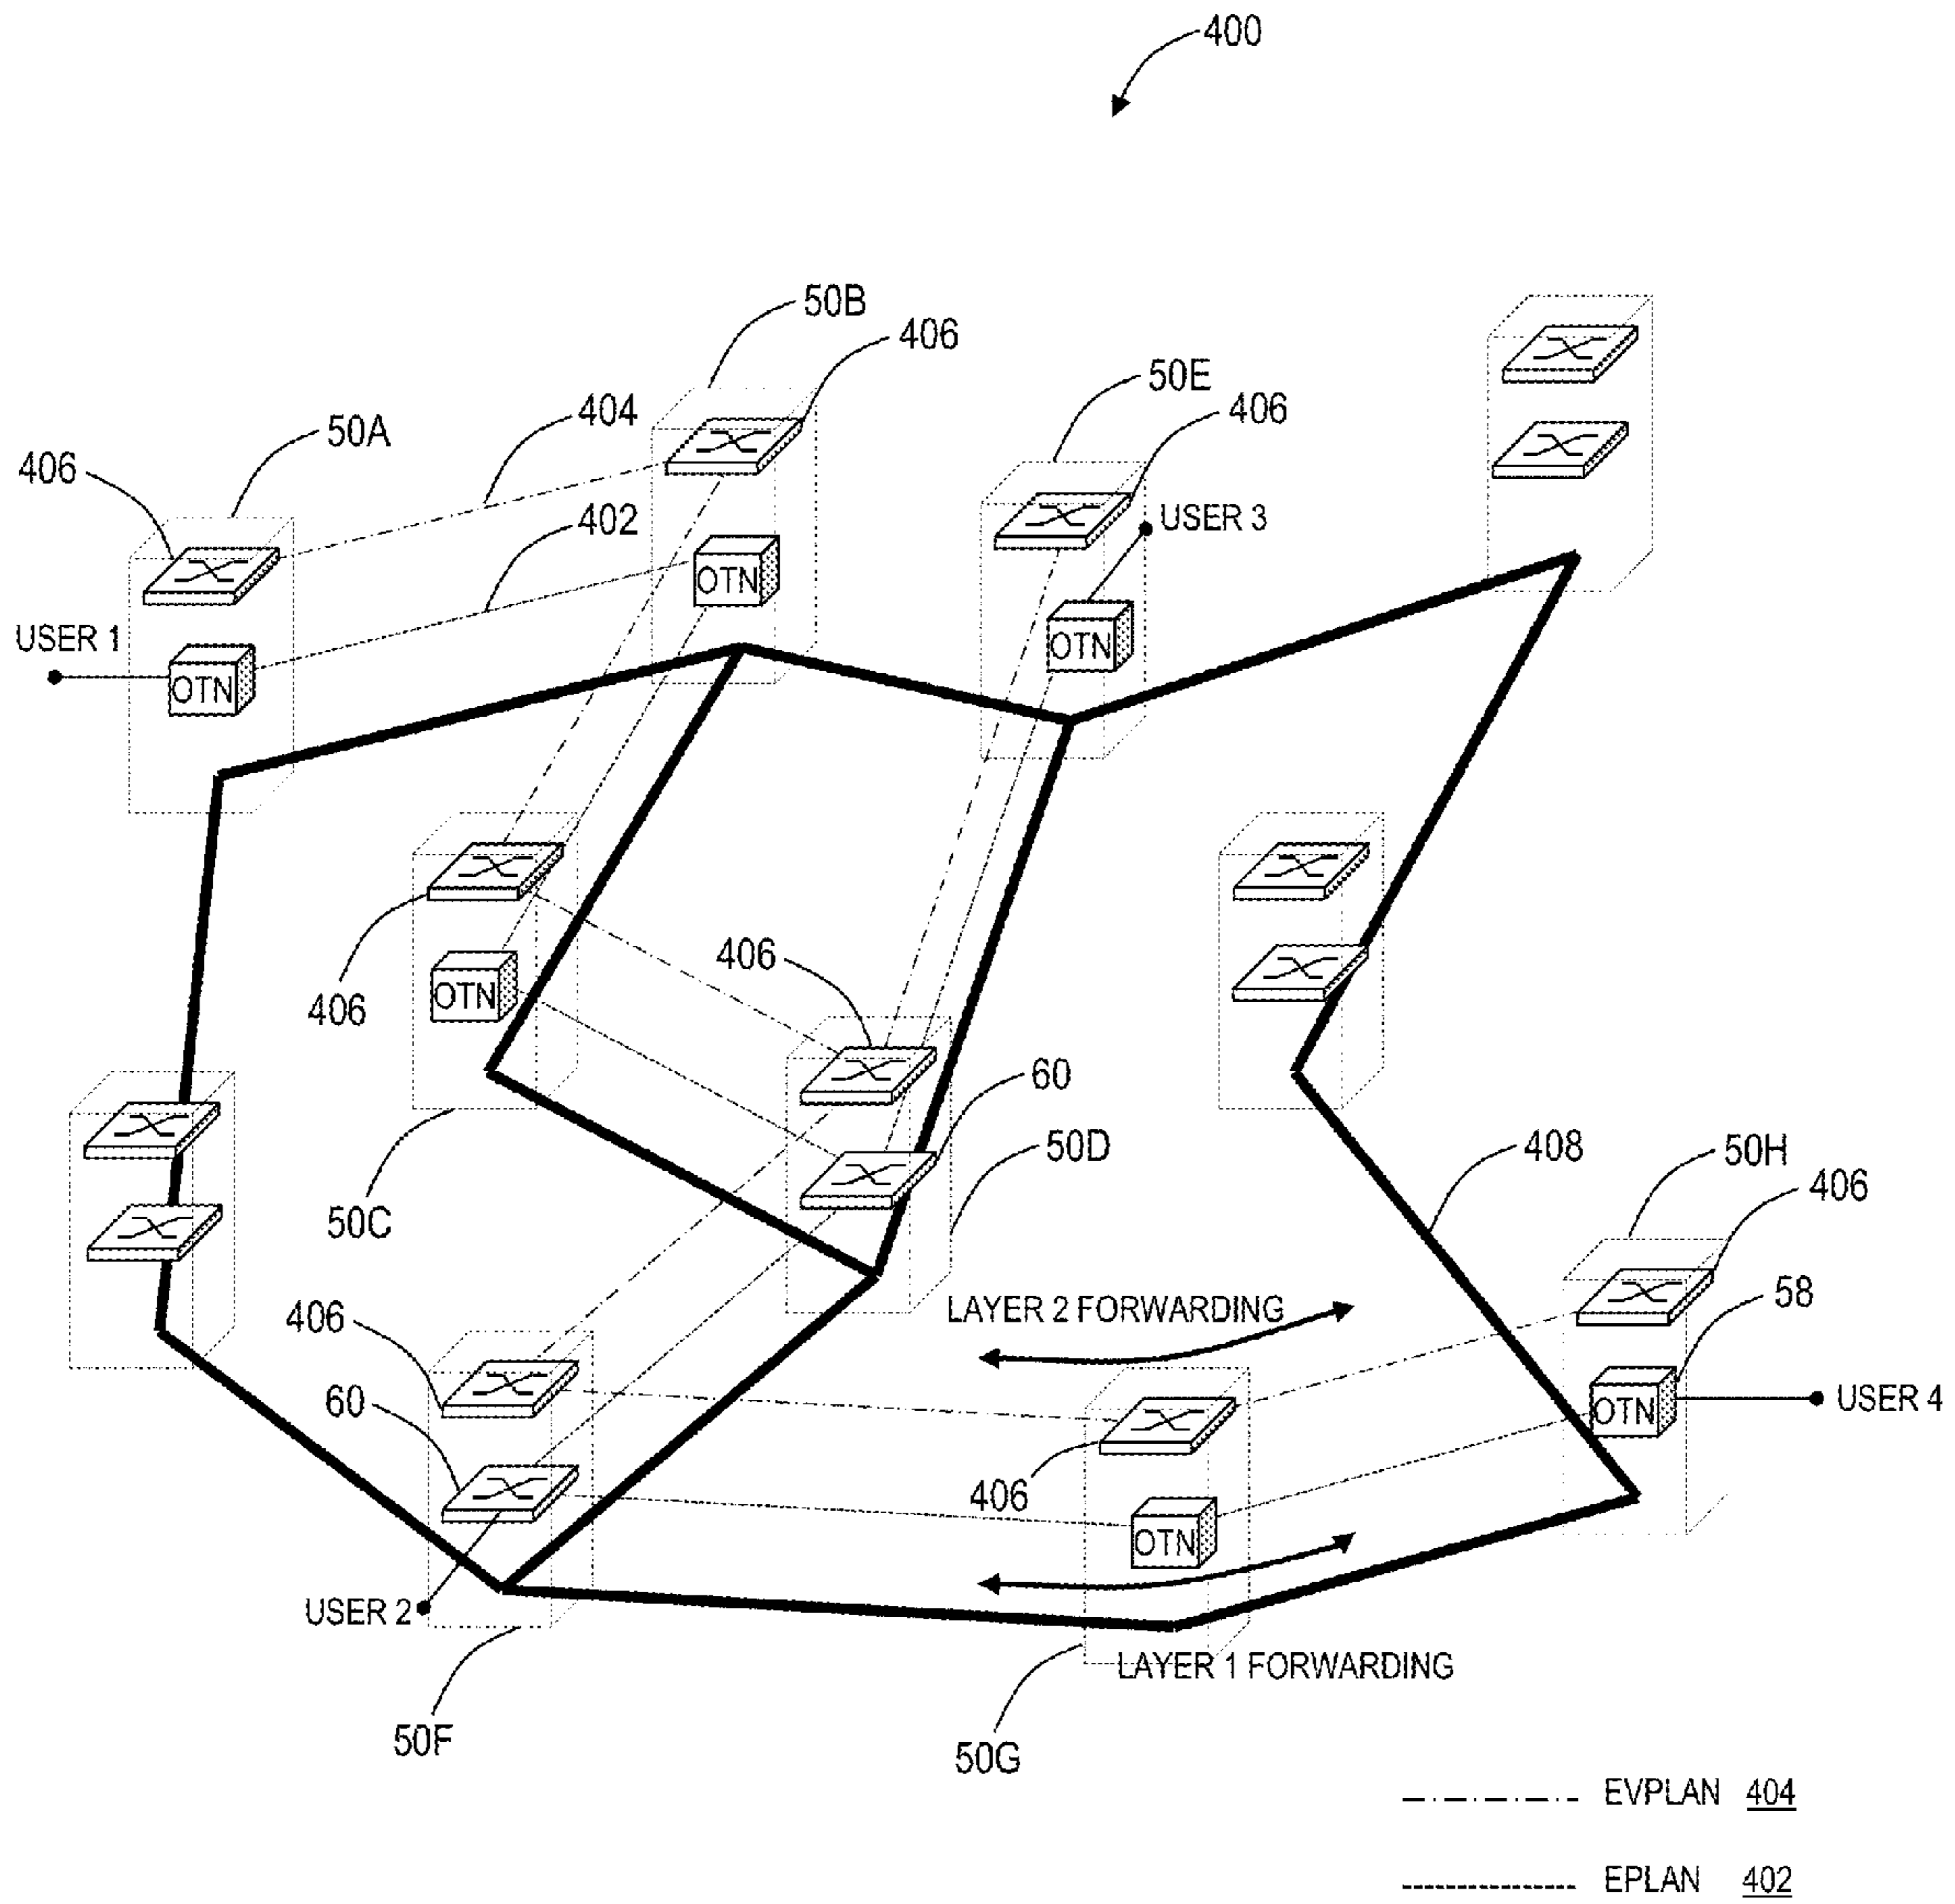 400
50B
406
50E
406
404
50A
406
402
USER 3
OTN
USER 1
OTN
OTN
406
406
OTN
60
50D
408
50H
406
50C
58
LAYER 2 FORWARDING
406
60
OTN
USER 4
406
OTN
USER 2
LAYER 1 FORWARDING
50F
50G
EVPLAN 404
EPLAN 402